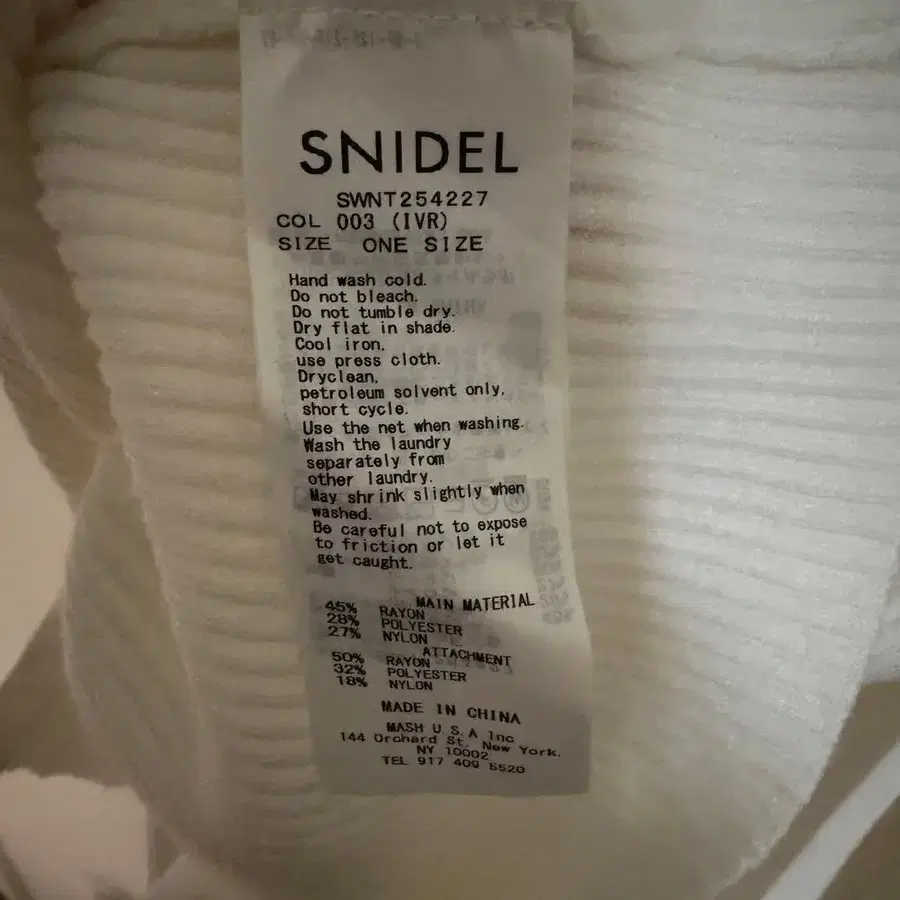 SNIDEL
SWNT254227
COL 003 (IVR)
SIZE ONE SIZE
Hand wash cold.
Do not bleach.
Do not tumble dry.
Dry flat in shade.
Cool iron,
use press cloth.
Dryclean,
petroleum solvent only,
short cycle.
Use the net when washing.
Wash the laundry
separately from
other laundry.
May shrink slightly when
washed.
Be careful not to expose
to friction or let it
get caught.
MAIN MATERIAL
45% RAYON
28% POLYESTER
27% NYLON
ATTACHMENT
50% RAYON
32% POLYESTER
18% NYLON
MADE IN CHINA
MASH U.S.A Inc
144 Orchard St. New York.
NY 10002
TEL 917 409 5520